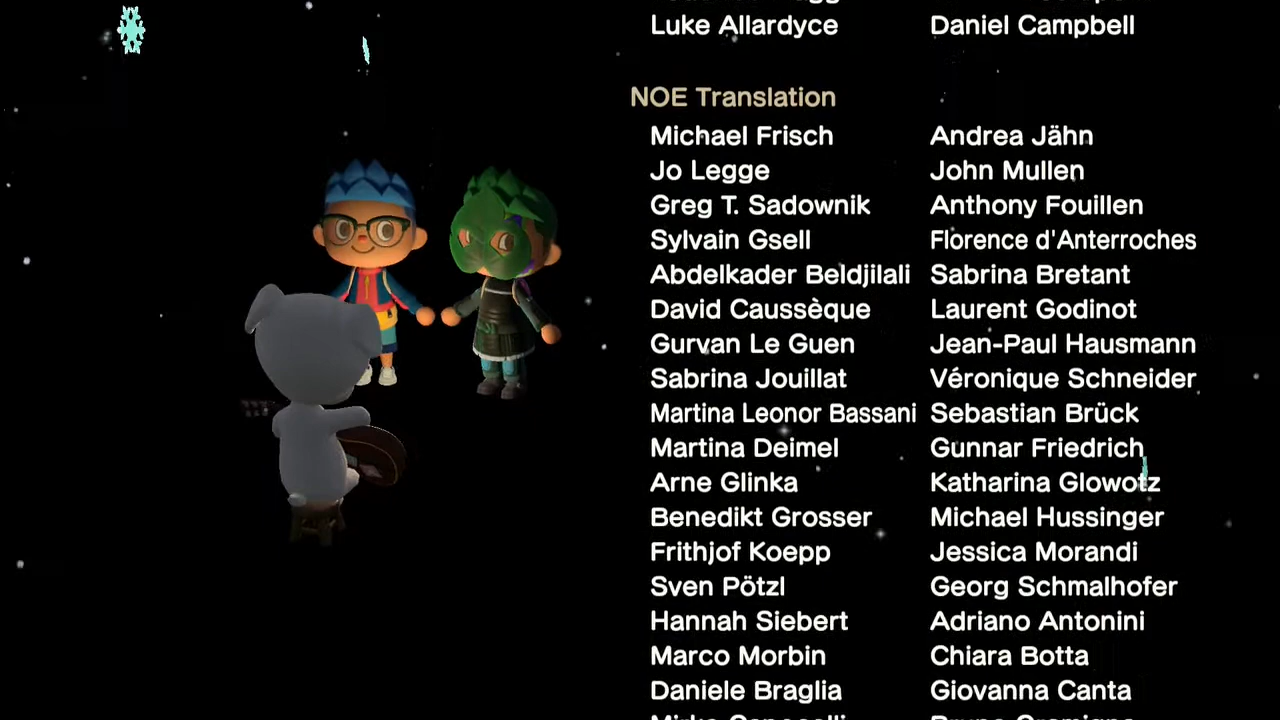 Luke Allardyce Daniel Campbell
NOE Translation
Michael Frisch Andrea Jähn
Jo Legge John Mullen
Greg T. Sadownik Anthony Fouillen
Sylvain Gsell Florence d'Anterroches
Abdelkader Beldjilali Sabrina Bretant
David Caussèque Laurent Godinot
Gurvan Le Guen Jean-Paul Hausmann
Sabrina Jouillat Véronique Schneider
Martina Leonor Bassani Sebastian Brück
Martina Deimel Gunnar Friedrich
Arne Glinka Katharina Glowotz
Benedikt Grosser Michael Hussinger
Frithjof Koepp Jessica Morandi
Sven Pötzl Georg Schmalhofer
Hannah Siebert Adriano Antonini
Marco Morbin Chiara Botta
Daniele Braglia Giovanna Canta